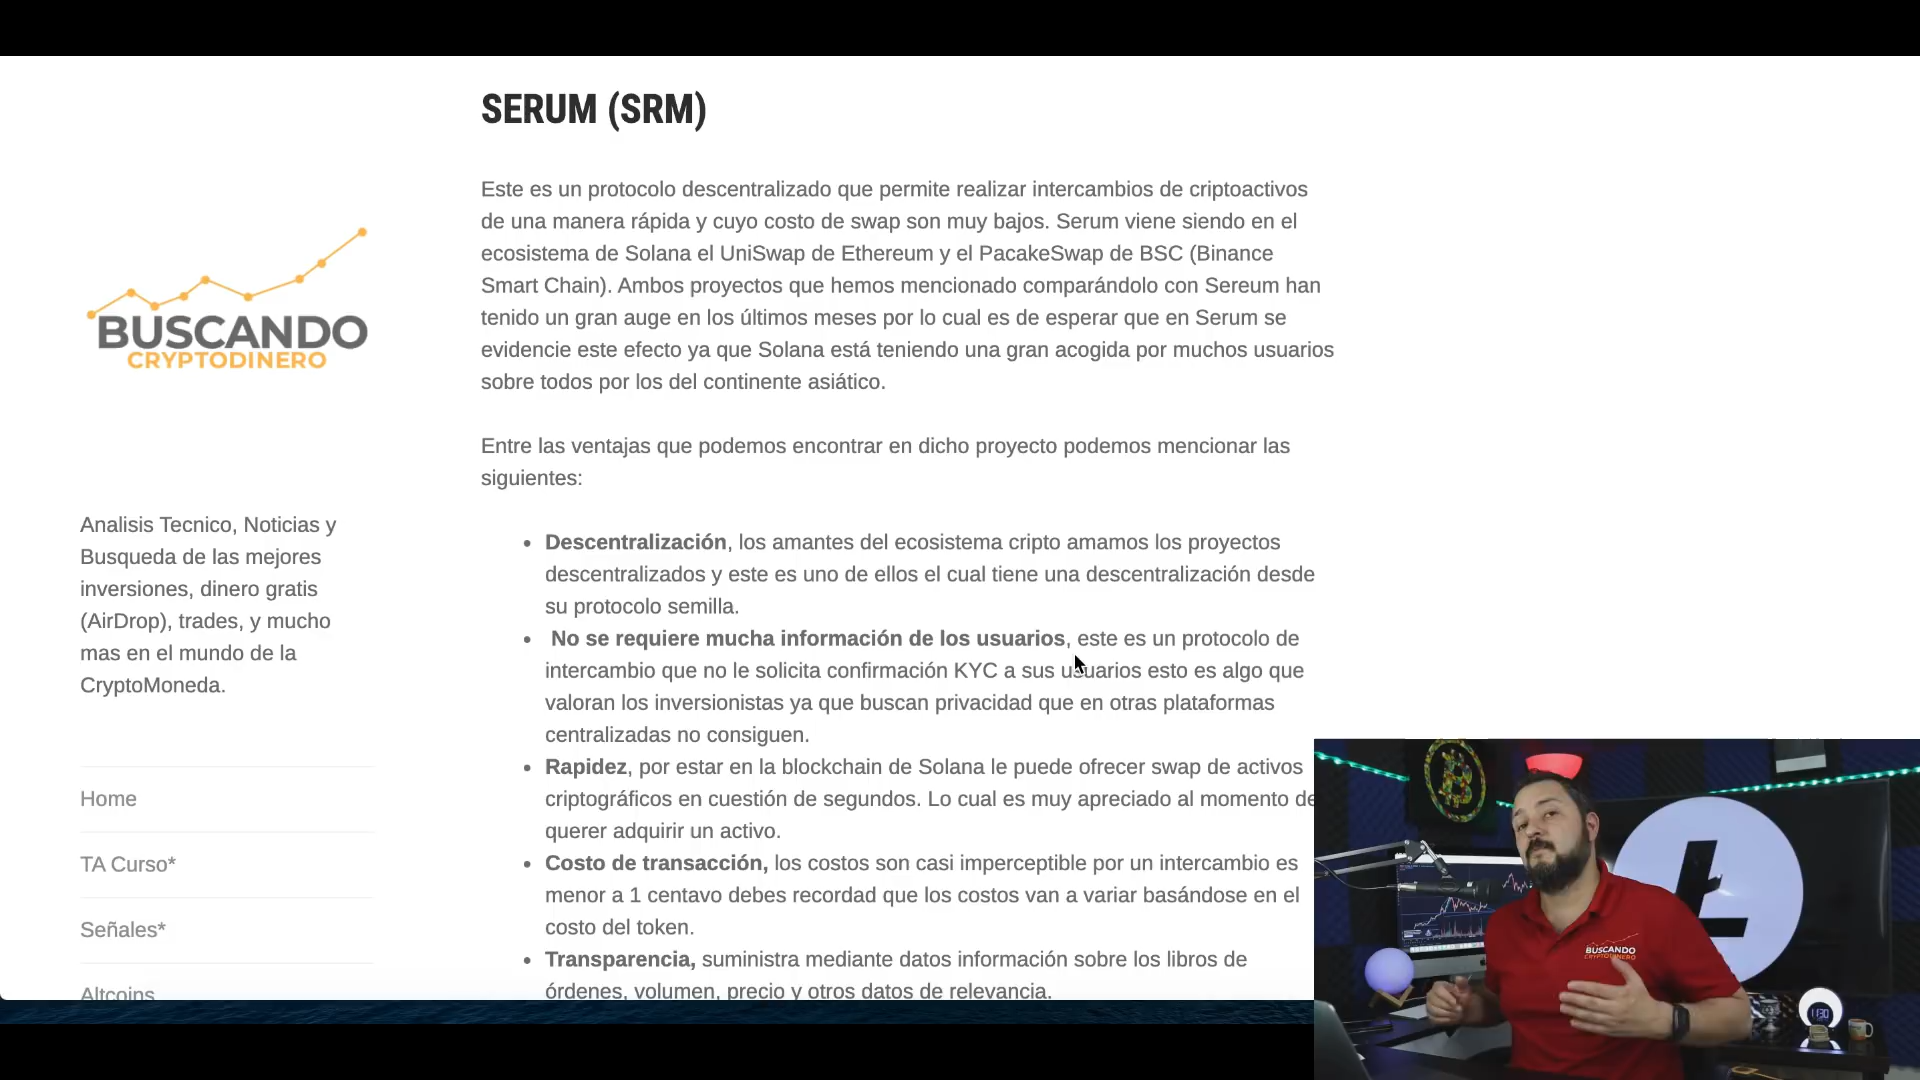 SERUM (SRM)
Este es un protocolo descentralizado que permite realizar intercambios de criptoactivos
de una manera rápida y cuyo costo de swap son muy bajos. Serum viene siendo en el
ecosistema de Solana el UniSwap de Ethereum y el PacakeSwap de BSC (Binance
Smart Chain). Ambos proyectos que hemos mencionado comparándolo con Sereum han
tenido un gran auge en los últimos meses por lo cual es de esperar que en Serum se
evidencie este efecto ya que Solana está teniendo una gran acogida por muchos usuarios
sobre todos por los del continente asiático.
Entre las ventajas que podemos encontrar en dicho proyecto podemos mencionar las
siguientes:
Descentralización, los amantes del ecosistema cripto amamos los proyectos
descentralizados y este es uno de ellos el cual tiene una descentralización desde
su protocolo semilla.
No se requiere mucha información de los usuarios, este es un protocolo de
intercambio que no le solicita confirmación KYC a sus usuarios esto es algo que
valoran los inversionistas ya que buscan privacidad que en otras plataformas
centralizadas no consiguen.
Rapidez, por estar en la blockchain de Solana le puede ofrecer swap de activos
criptográficos en cuestión de segundos. Lo cual es muy apreciado al momento de
querer adquirir un activo.
Costo de transacción, los costos son casi imperceptible por un intercambio es
menor a 1 centavo debes recordad que los costos van a variar basándose en el
costo del token.
Transparencia, suministra mediante datos información sobre los libros de
órdenes, volumen, precio y otros datos de relevancia.
BUSCANDO
CRYPTODINERO
Analisis Tecnico, Noticias y
Busqueda de las mejores
inversiones, dinero gratis
(AirDrop), trades, y mucho
mas en el mundo de la
CryptoMoneda.
Home
TA Curso*
Señales*
Altcoins
BUSCANDO
CRYPTODINERO